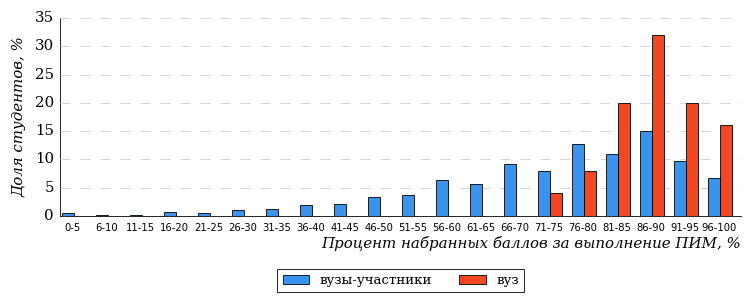 35
30
25
20
15
10
5
0
Доля студентов, %
0-5 6-10 11-15 16-20 21-25 26-30 31-35 36-40 41-45 46-50 51-55 56-60 61-65 66-70 71-75 76-80 81-85 86-90 91-95 96-100
Процент набранных баллов за выполнение ПИМ, %
вузы-участники вуз